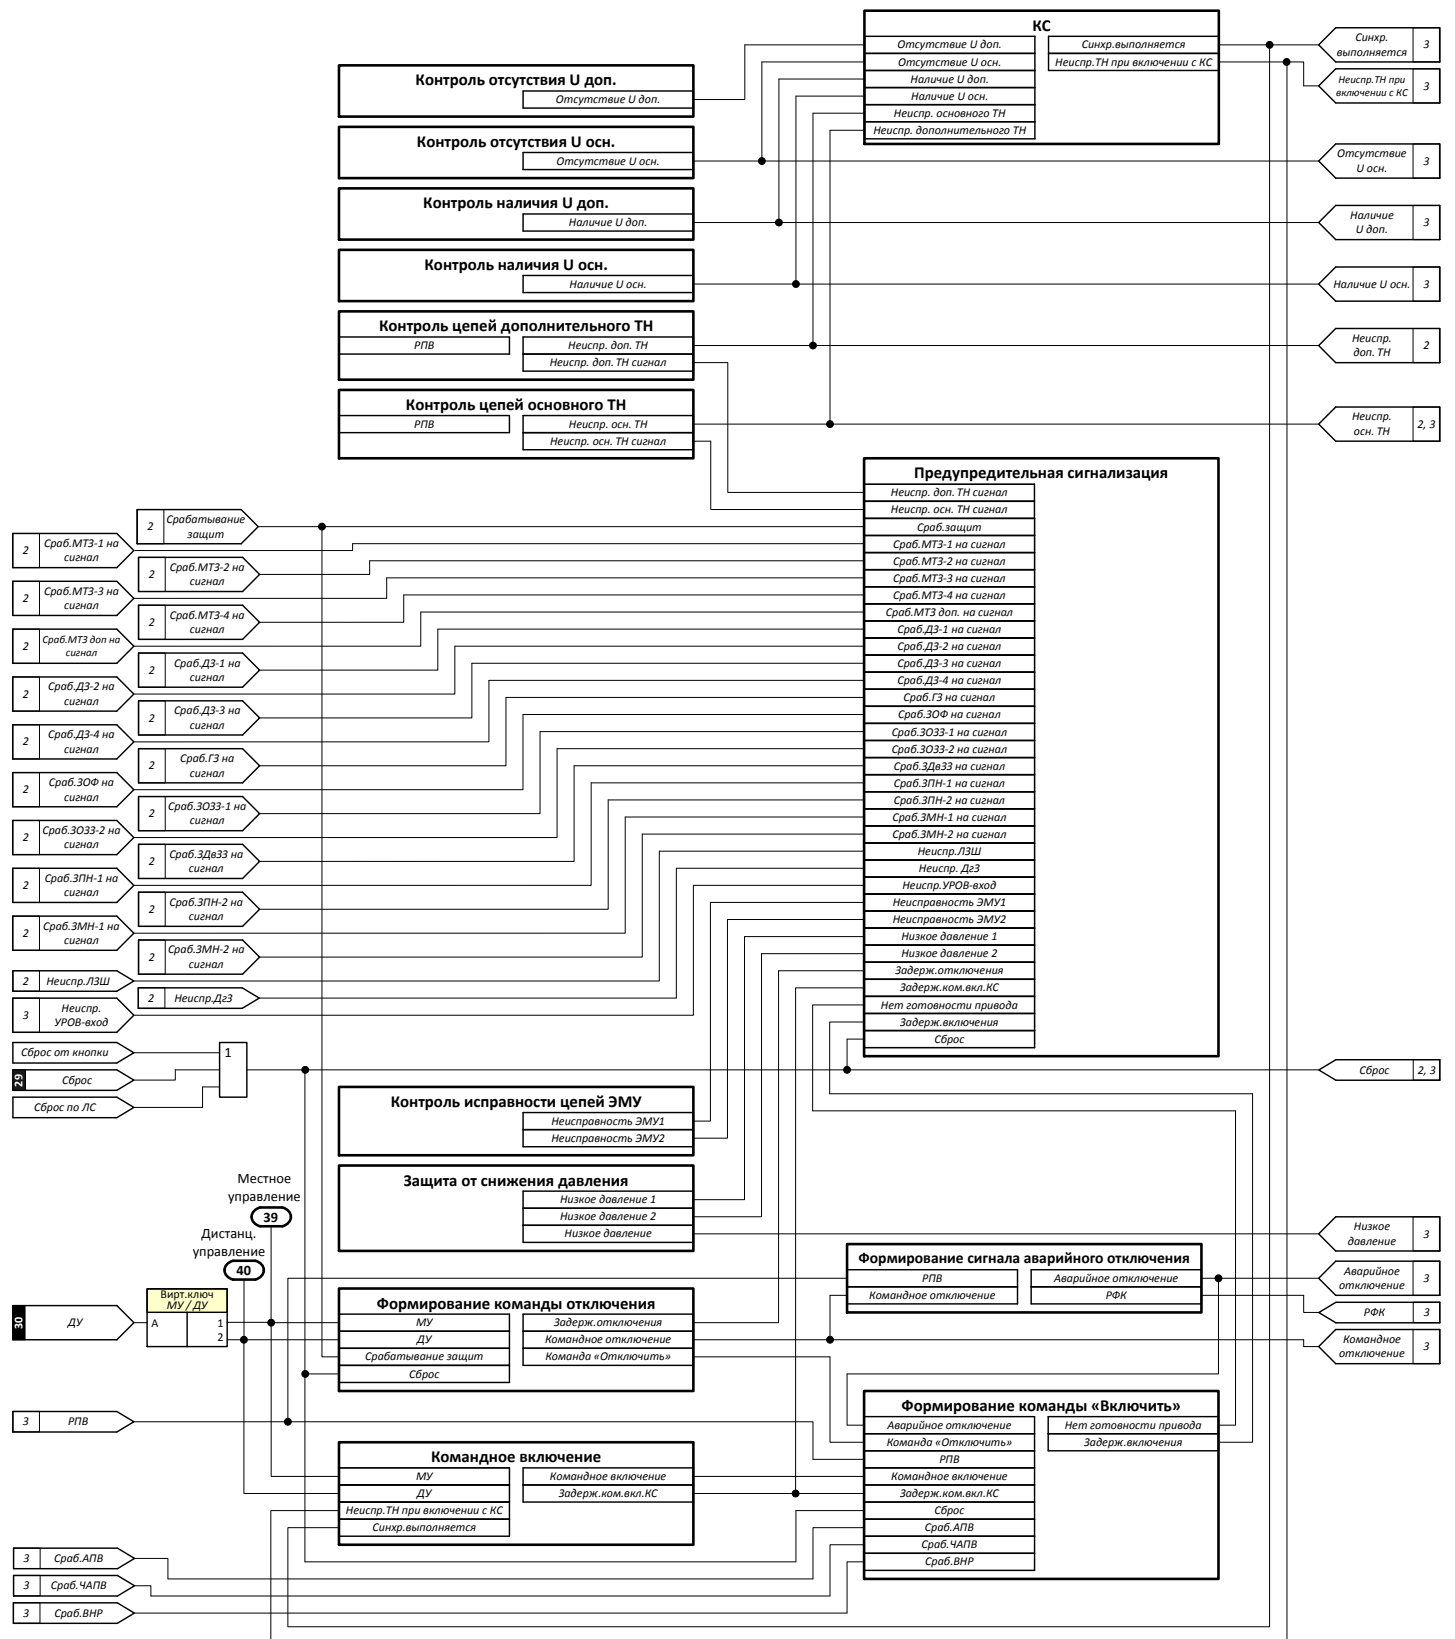 КС
Отсутствие U доп.
Синхр.выполняется
Отсутствие U осн.
Неиспр.ТН при включении с КС
Наличие U доп.
Наличие U осн.
Неиспр. основного ТН
Неиспр. дополнительного ТН
Синхр.
выполняется
3
Неиспр.ТН при
включении с КС
3
Контроль отсутствия U доп.
Отсутствие U доп.
Контроль отсутствия U осн.
Отсутствие U осн.
Отсутствие
U осн.
3
Контроль наличия U доп.
Наличие U доп.
Наличие
U доп.
3
Контроль наличия U осн.
Наличие U осн.
Наличие U осн.
3
Контроль цепей дополнительного ТН
РПВ
Неиспр. доп. ТН
Неиспр. доп. ТН сигнал
Неиспр.
доп. ТН
2
Контроль цепей основного ТН
РПВ
Неиспр. осн. ТН
Неиспр. осн. ТН сигнал
Неиспр.
осн. ТН
2, 3
Предупредительная сигнализация
Неиспр. доп. ТН сигнал
Неиспр. осн. ТН сигнал
Сраб.защит
Сраб.МТЗ-1 на сигнал
Сраб.МТЗ-2 на сигнал
Сраб.МТЗ-3 на сигнал
Сраб.МТЗ-4 на сигнал
Сраб.МТЗ доп. на сигнал
Сраб.ДЗ-1 на сигнал
Сраб.ДЗ-2 на сигнал
Сраб.ДЗ-3 на сигнал
Сраб.ДЗ-4 на сигнал
Сраб.ГЗ на сигнал
Сраб.ЗОФ на сигнал
Сраб.ЗОЗЗ-1 на сигнал
Сраб.ЗОЗЗ-2 на сигнал
Сраб.ЗДвЗЗ на сигнал
Сраб.ЗПН-1 на сигнал
Сраб.ЗПН-2 на сигнал
Сраб.ЗМН-1 на сигнал
Сраб.ЗМН-2 на сигнал
Неиспр.ЛЗШ
Неиспр. ДгЗ
Неиспр.УРОВ-вход
Неисправность ЭМУ1
Неисправность ЭМУ2
Низкое давление 1
Низкое давление 2
Задерж.отключения
Задерж.ком.вкл.КС
Нет готовности привода
Задерж.включения
Сброс
2
Срабатывание
защит
2
Сраб.МТЗ-1 на
сигнал
2
Сраб.МТЗ-2 на
сигнал
2
Сраб.МТЗ-3 на
сигнал
2
Сраб.МТЗ-4 на
сигнал
2
Сраб.МТЗ доп на
сигнал
2
Сраб.ДЗ-1 на
сигнал
2
Сраб.ДЗ-2 на
сигнал
2
Сраб.ДЗ-3 на
сигнал
2
Сраб.ДЗ-4 на
сигнал
2
Сраб.ГЗ на
сигнал
2
Сраб.ЗОФ на
сигнал
2
Сраб.ЗОЗЗ-1 на
сигнал
2
Сраб.ЗОЗЗ-2 на
сигнал
2
Сраб.ЗДвЗЗ на
сигнал
2
Сраб.ЗПН-1 на
сигнал
2
Сраб.ЗПН-2 на
сигнал
2
Сраб.ЗМН-1 на
сигнал
2
Сраб.ЗМН-2 на
сигнал
2
Неиспр.ЛЗШ
2
Неиспр.ДгЗ
3
Неиспр.
УРОВ-вход
Сброс от кнопки
29
Сброс
Сброс по ЛС
1
Сброс
2, 3
Контроль исправности цепей ЭМУ
Неисправность ЭМУ1
Неисправность ЭМУ2
Защита от снижения давления
Низкое давление 1
Низкое давление 2
Низкое давление
Низкое
давление
3
Местное
управление
39
Дистанц.
управление
40
30
ДУ
Вирт.ключ
МУ / ДУ
А
1
2
Формирование сигнала аварийного отключения
РПВ
Аварийное отключение
Командное отключение
РФК
Аварийное
отключение
3
РФК
3
Командное
отключение
3
Формирование команды отключения
МУ
Задерж.отключения
ДУ
Командное отключение
Срабатывание защит
Команда «Отключить»
Сброс
3
РПВ
Формирование команды «Включить»
Аварийное отключение
Нет готовности привода
Команда «Отключить»
Задерж.включения
РПВ
Командное включение
Задерж.ком.вкл.КС
Сброс
Сраб.АПВ
Сраб.ЧАПВ
Сраб.ВНР
Командное включение
МУ
Командное включение
ДУ
Задерж.ком.вкл.КС
Неиспр.ТН при включении с КС
Синхр.выполняется
3
Сраб.АПВ
3
Сраб.ЧАПВ
3
Сраб.ВНР